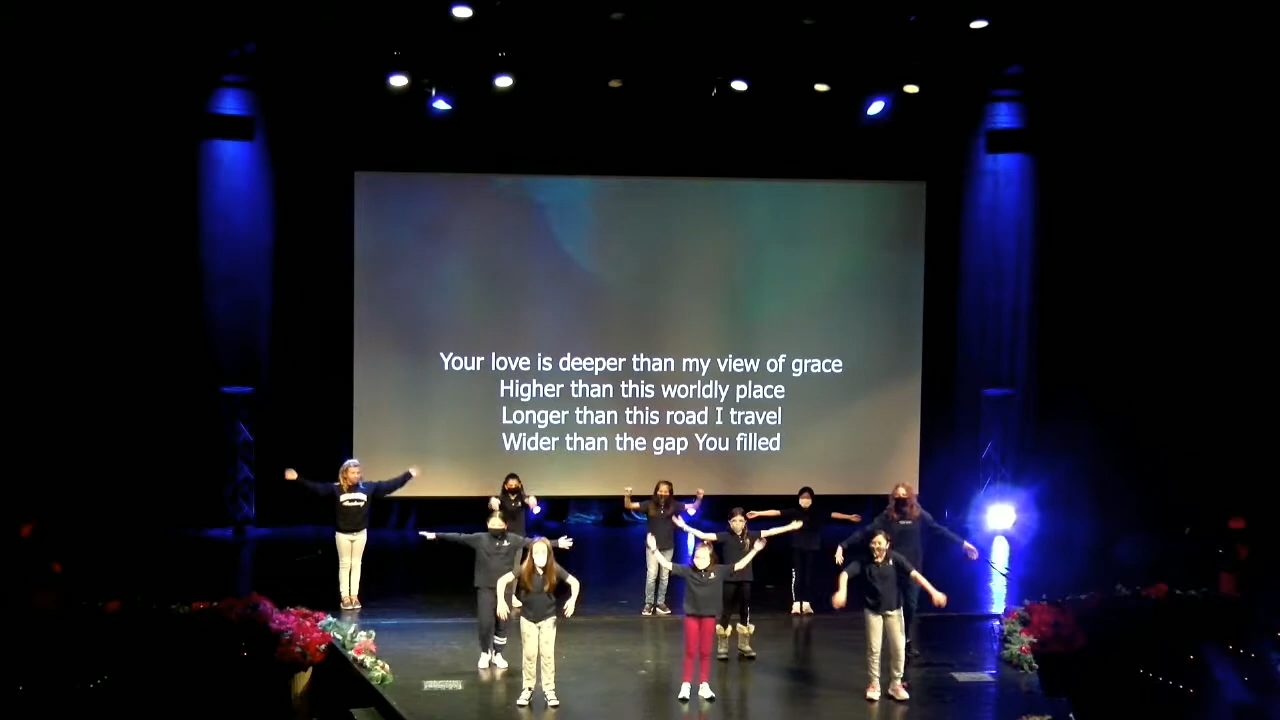 Your love is deeper than my view of grace
Higher than this worldly place
Longer than this road I travel
Wider than the gap You filled